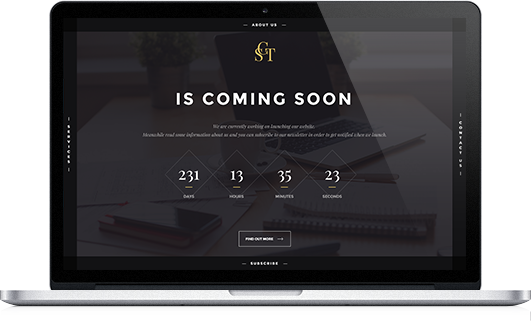 — ABOUT US —
SGT
IS COMING SOON
We are currently working on launching our website.
Meanwhile read some information about us and you can subscribe to our newsletter in order to get notified when we launch.
— SERVICES —
— CONTACT US —
231 13 35 23
DAYS HOURS MINUTES SECONDS
FIND OUT MORE →
— SUBSCRIBE —